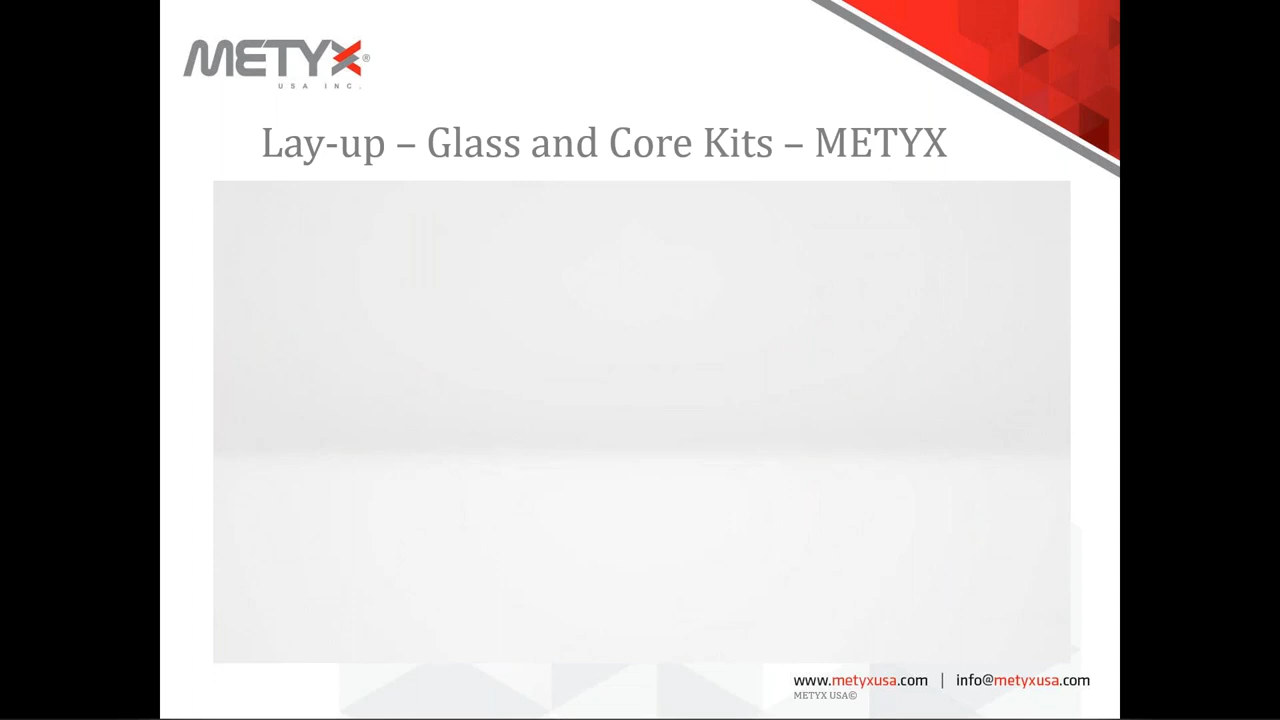 METYX®
USA INC.
Lay-up – Glass and Core Kits – METYX
www.metyxusa.com | info@metyxusa.com
METYX USA©